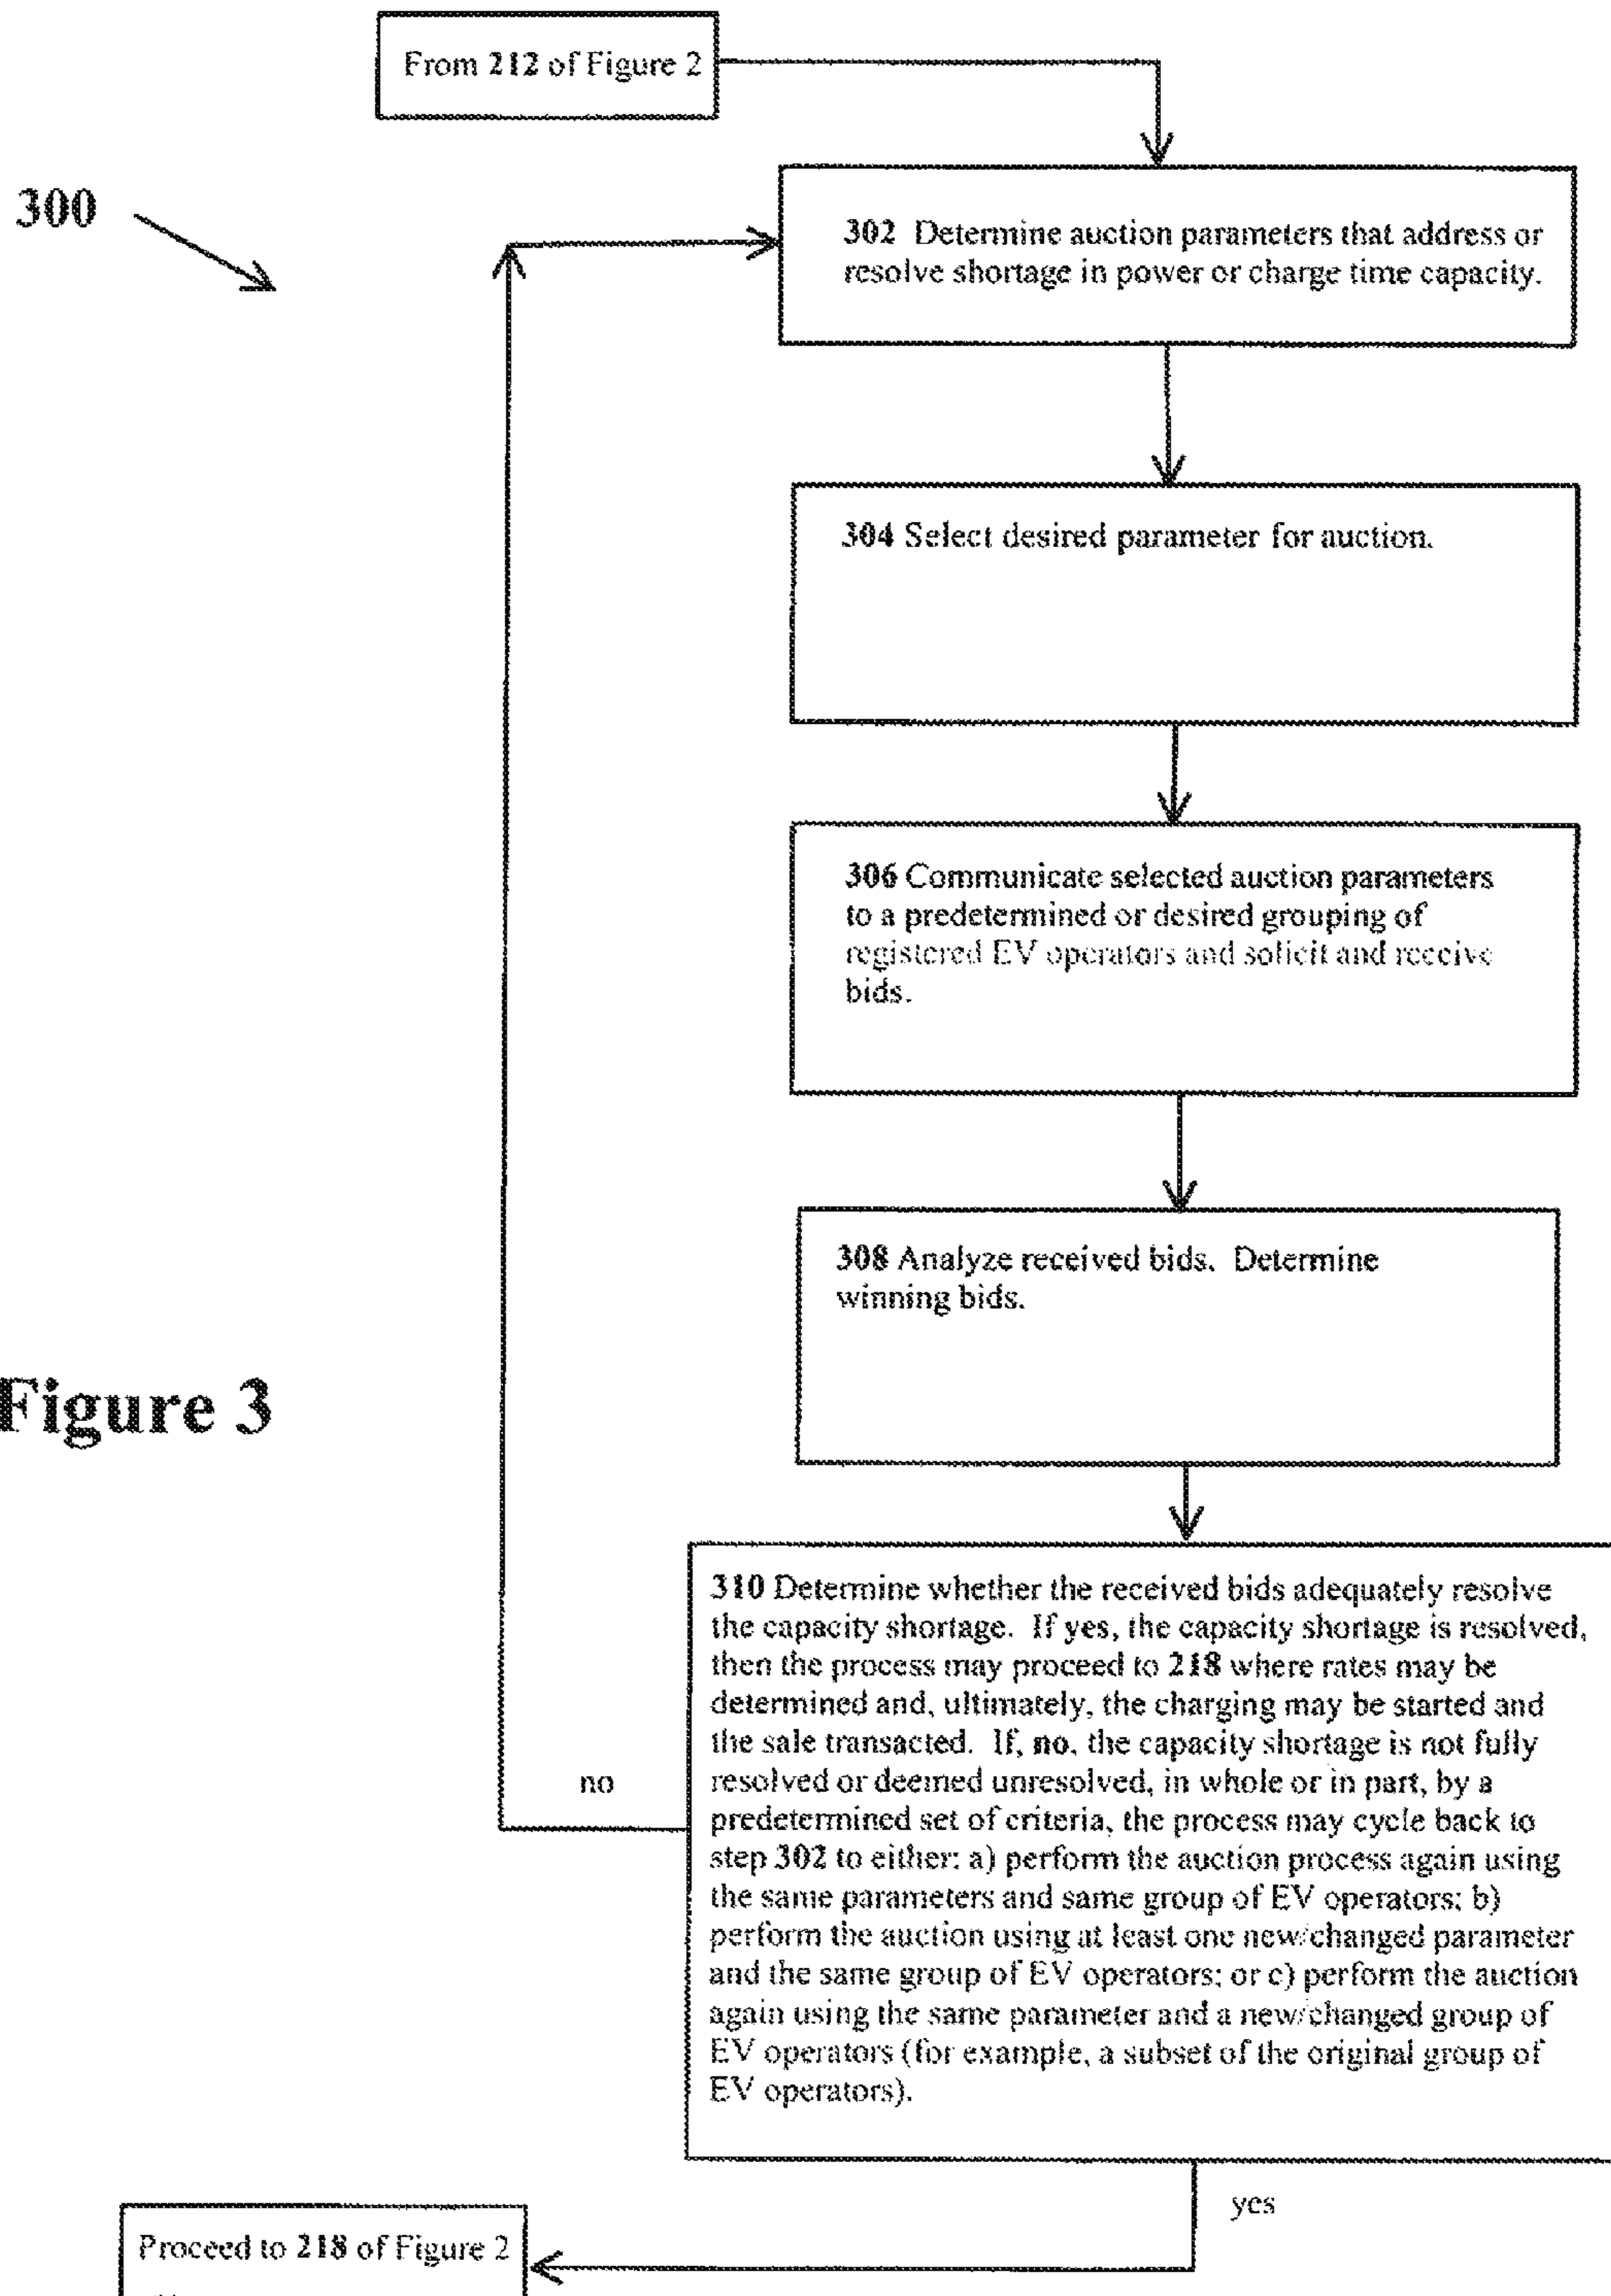 From 212 of Figure 2
300
302 Determine auction parameters that address or
resolve shortage in power or charge time capacity.
304 Select desired parameter for auction.
306 Communicate selected auction parameters
to a predetermined or desired grouping of
registered EV operators and solicit and receive
bids.
308 Analyze received bids. Determine
winning bids.
Figure 3
310 Determine whether the received bids adequately resolve
the capacity shortage. If yes, the capacity shortage is resolved,
then the process may proceed to 218 where rates may be
determined and, ultimately, the charging may be started and
the sale transacted. If, no, the capacity shortage is not fully
resolved or deemed unresolved, in whole or in part, by a
predetermined set of criteria, the process may cycle back to
step 302 to either: a) perform the auction process again using
the same parameters and same group of EV operators; b)
perform the auction using at least one new/changed parameter
and the same group of EV operators; or c) perform the auction
again using the same parameter and a new/changed group of
EV operators (for example, a subset of the original group of
EV operators).
no
yes
Proceed to 218 of Figure 2